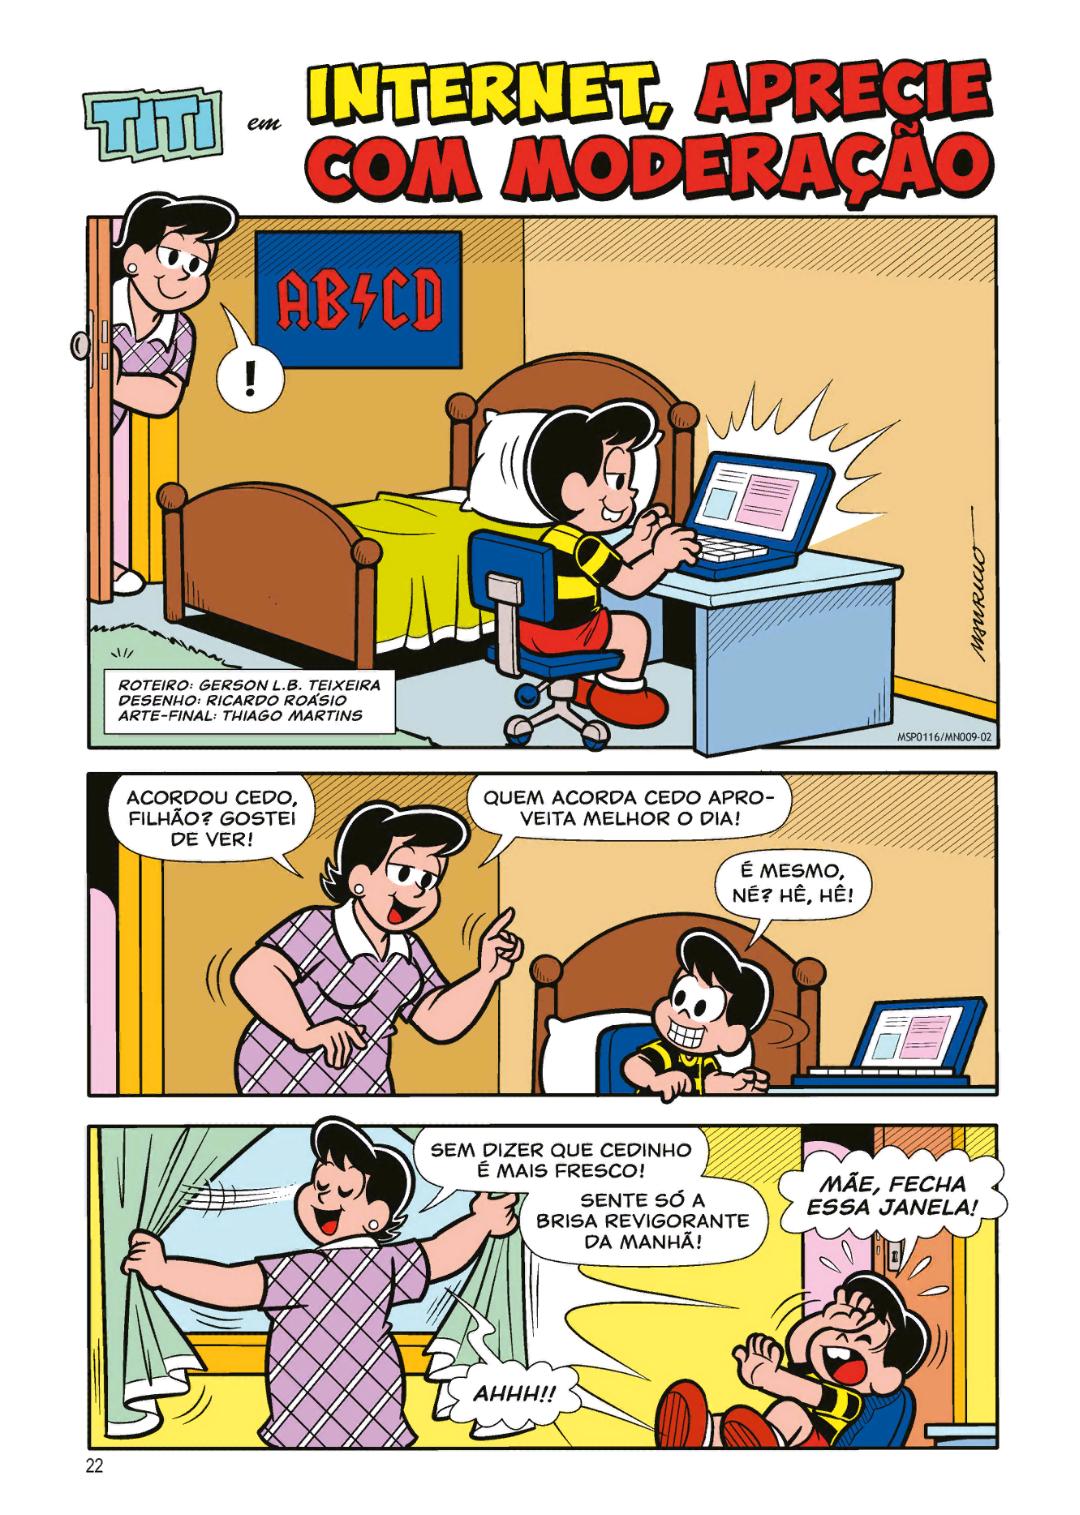 TITI
em
INTERNET, APRECIE
COM MODERAÇÃO
AB⚡CD
!
MAURICIO
ROTEIRO: GERSON L.B. TEIXEIRA
DESENHO: RICARDO ROÁSIO
ARTE-FINAL: THIAGO MARTINS
MSP0116/MN009-02
ACORDOU CEDO,
FILHÃO? GOSTEI
DE VER!
QUEM ACORDA CEDO APRO-
VEITA MELHOR O DIA!
É MESMO,
NÉ? HÊ, HÊ!
SEM DIZER QUE CEDINHO
É MAIS FRESCO!
SENTE SÓ A
BRISA REVIGORANTE
DA MANHÃ!
MÃE, FECHA
ESSA JANELA!
AHHH!!
22